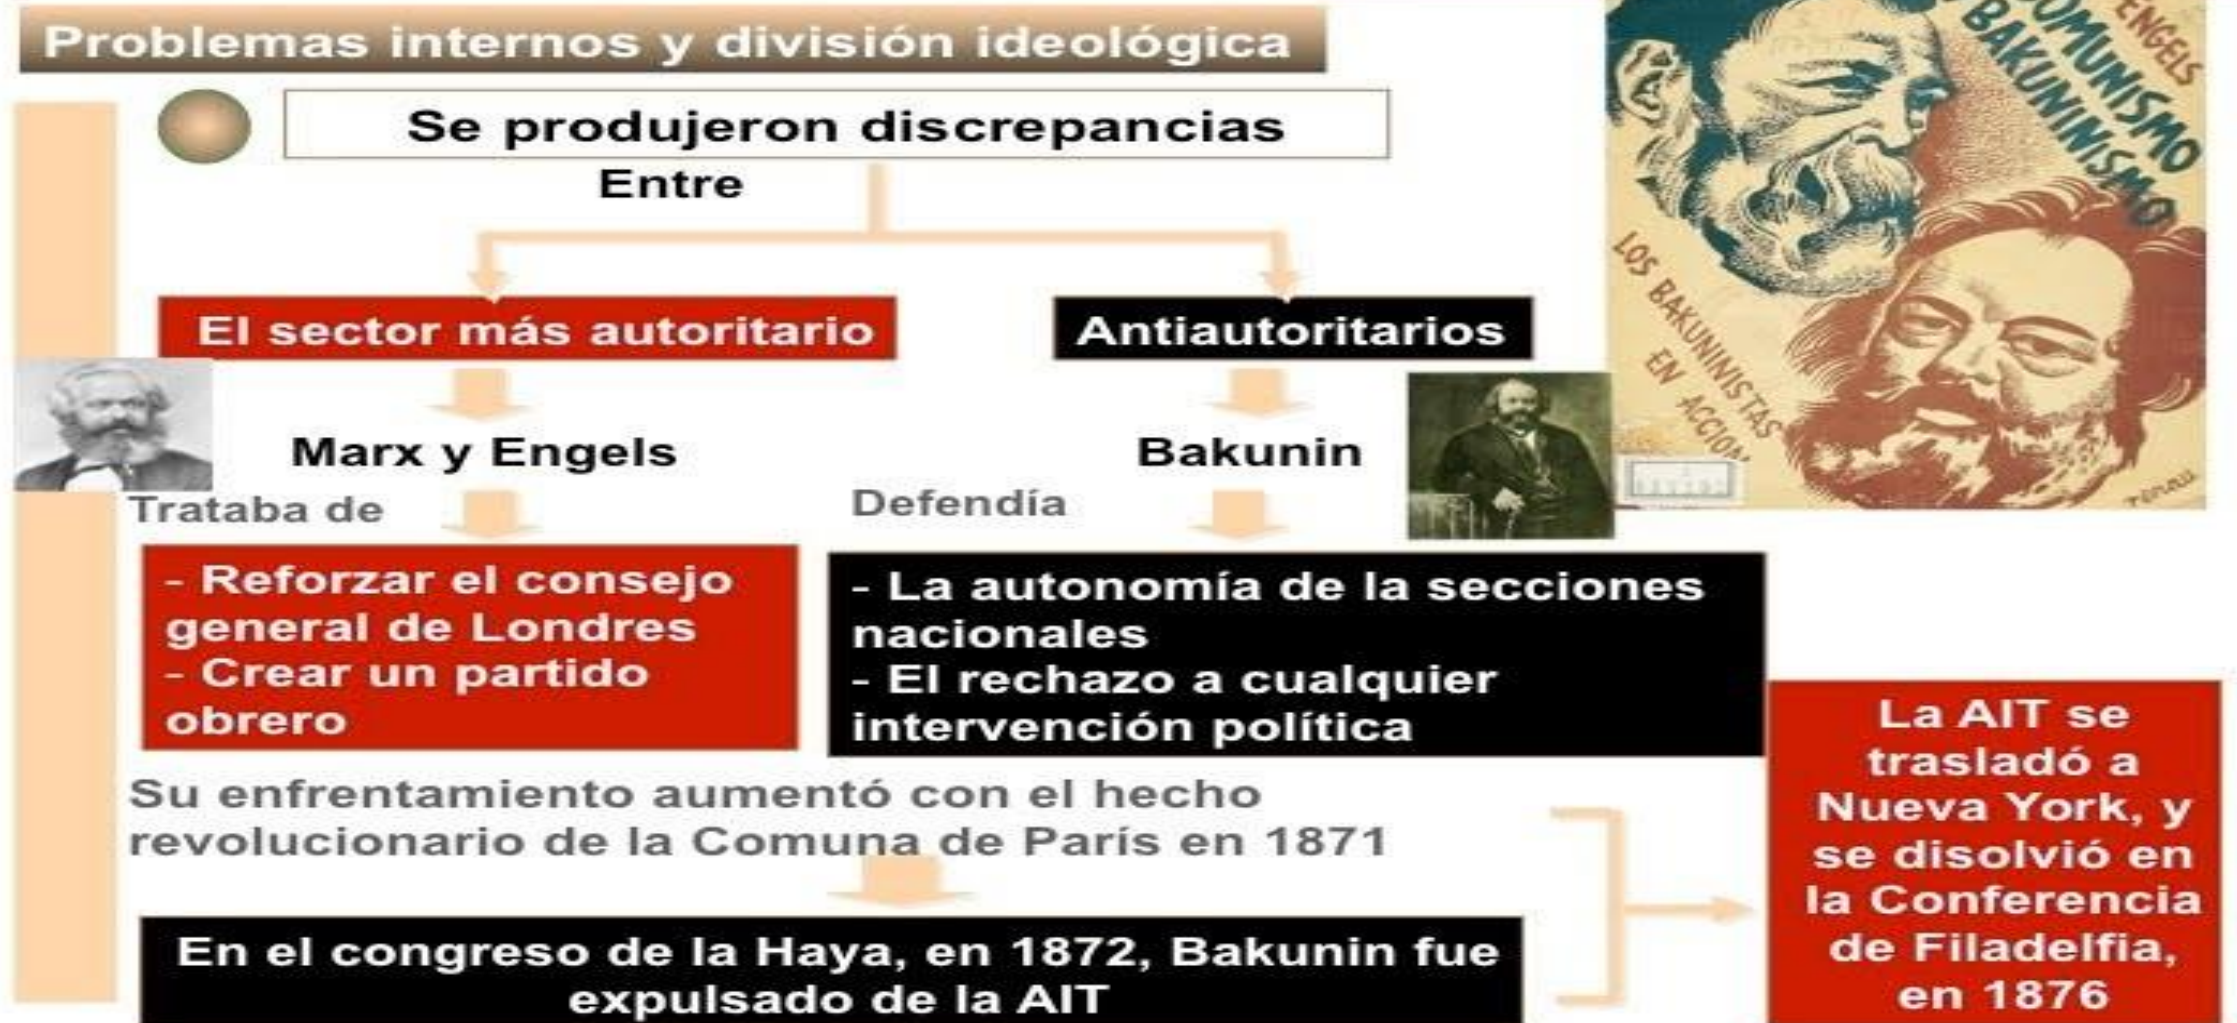 Problemas internos y división ideológica
Se produjeron discrepancias
Entre
El sector más autoritario
Antiautoritarios
Marx y Engels
Bakunin
Trataba de
Defendía
- Reforzar el consejo
general de Londres
- Crear un partido
obrero
- La autonomía de la secciones
nacionales
- El rechazo a cualquier
intervención política
Su enfrentamiento aumentó con el hecho
revolucionario de la Comuna de París en 1871
En el congreso de la Haya, en 1872, Bakunin fue
expulsado de la AIT
La AIT se
trasladó a
Nueva York, y
se disolvió en
la Conferencia
de Filadelfia,
en 1876
ENGELS
BAKUNINISMO
LOS BAKUNINISTAS
EN ACCION
renau